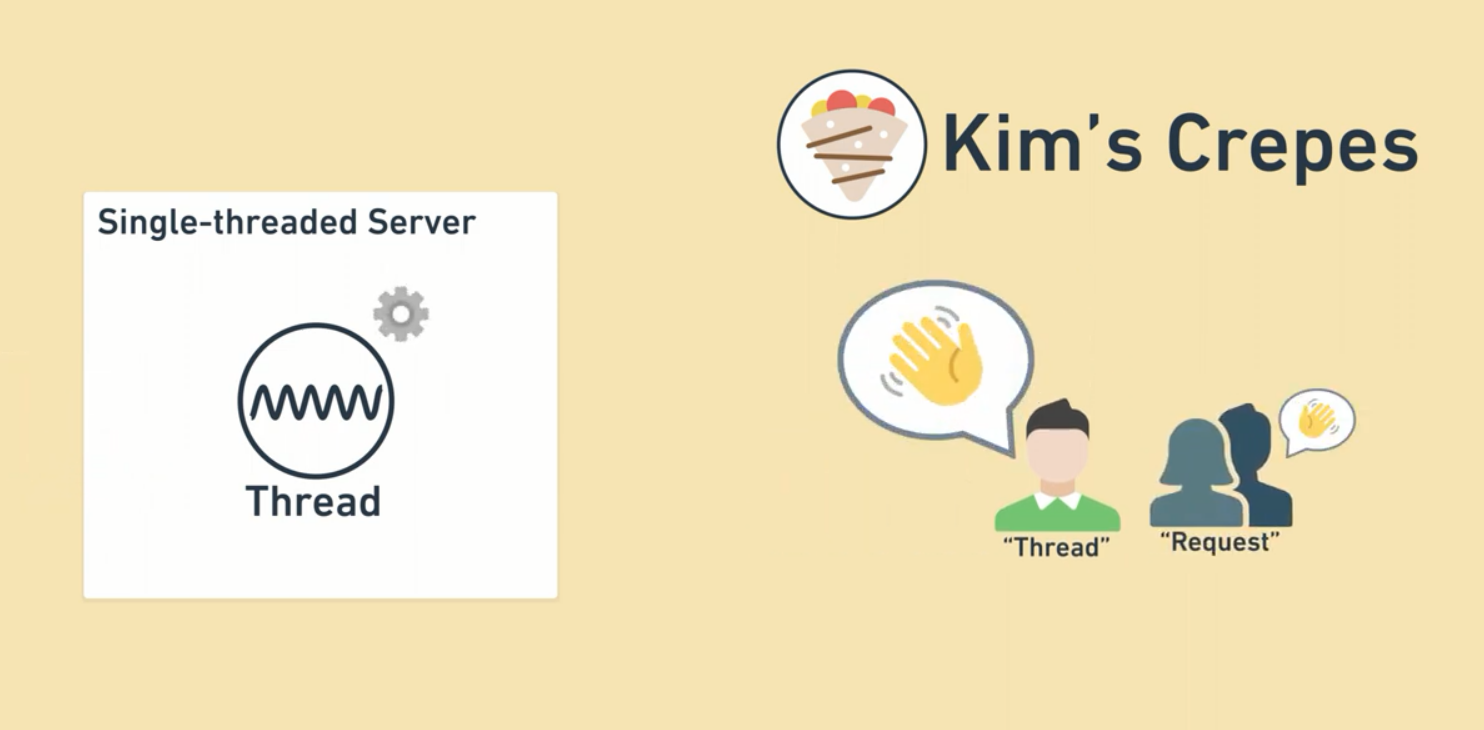 Kim's Crepes
Single-threaded Server
Thread
“Thread”
“Request”